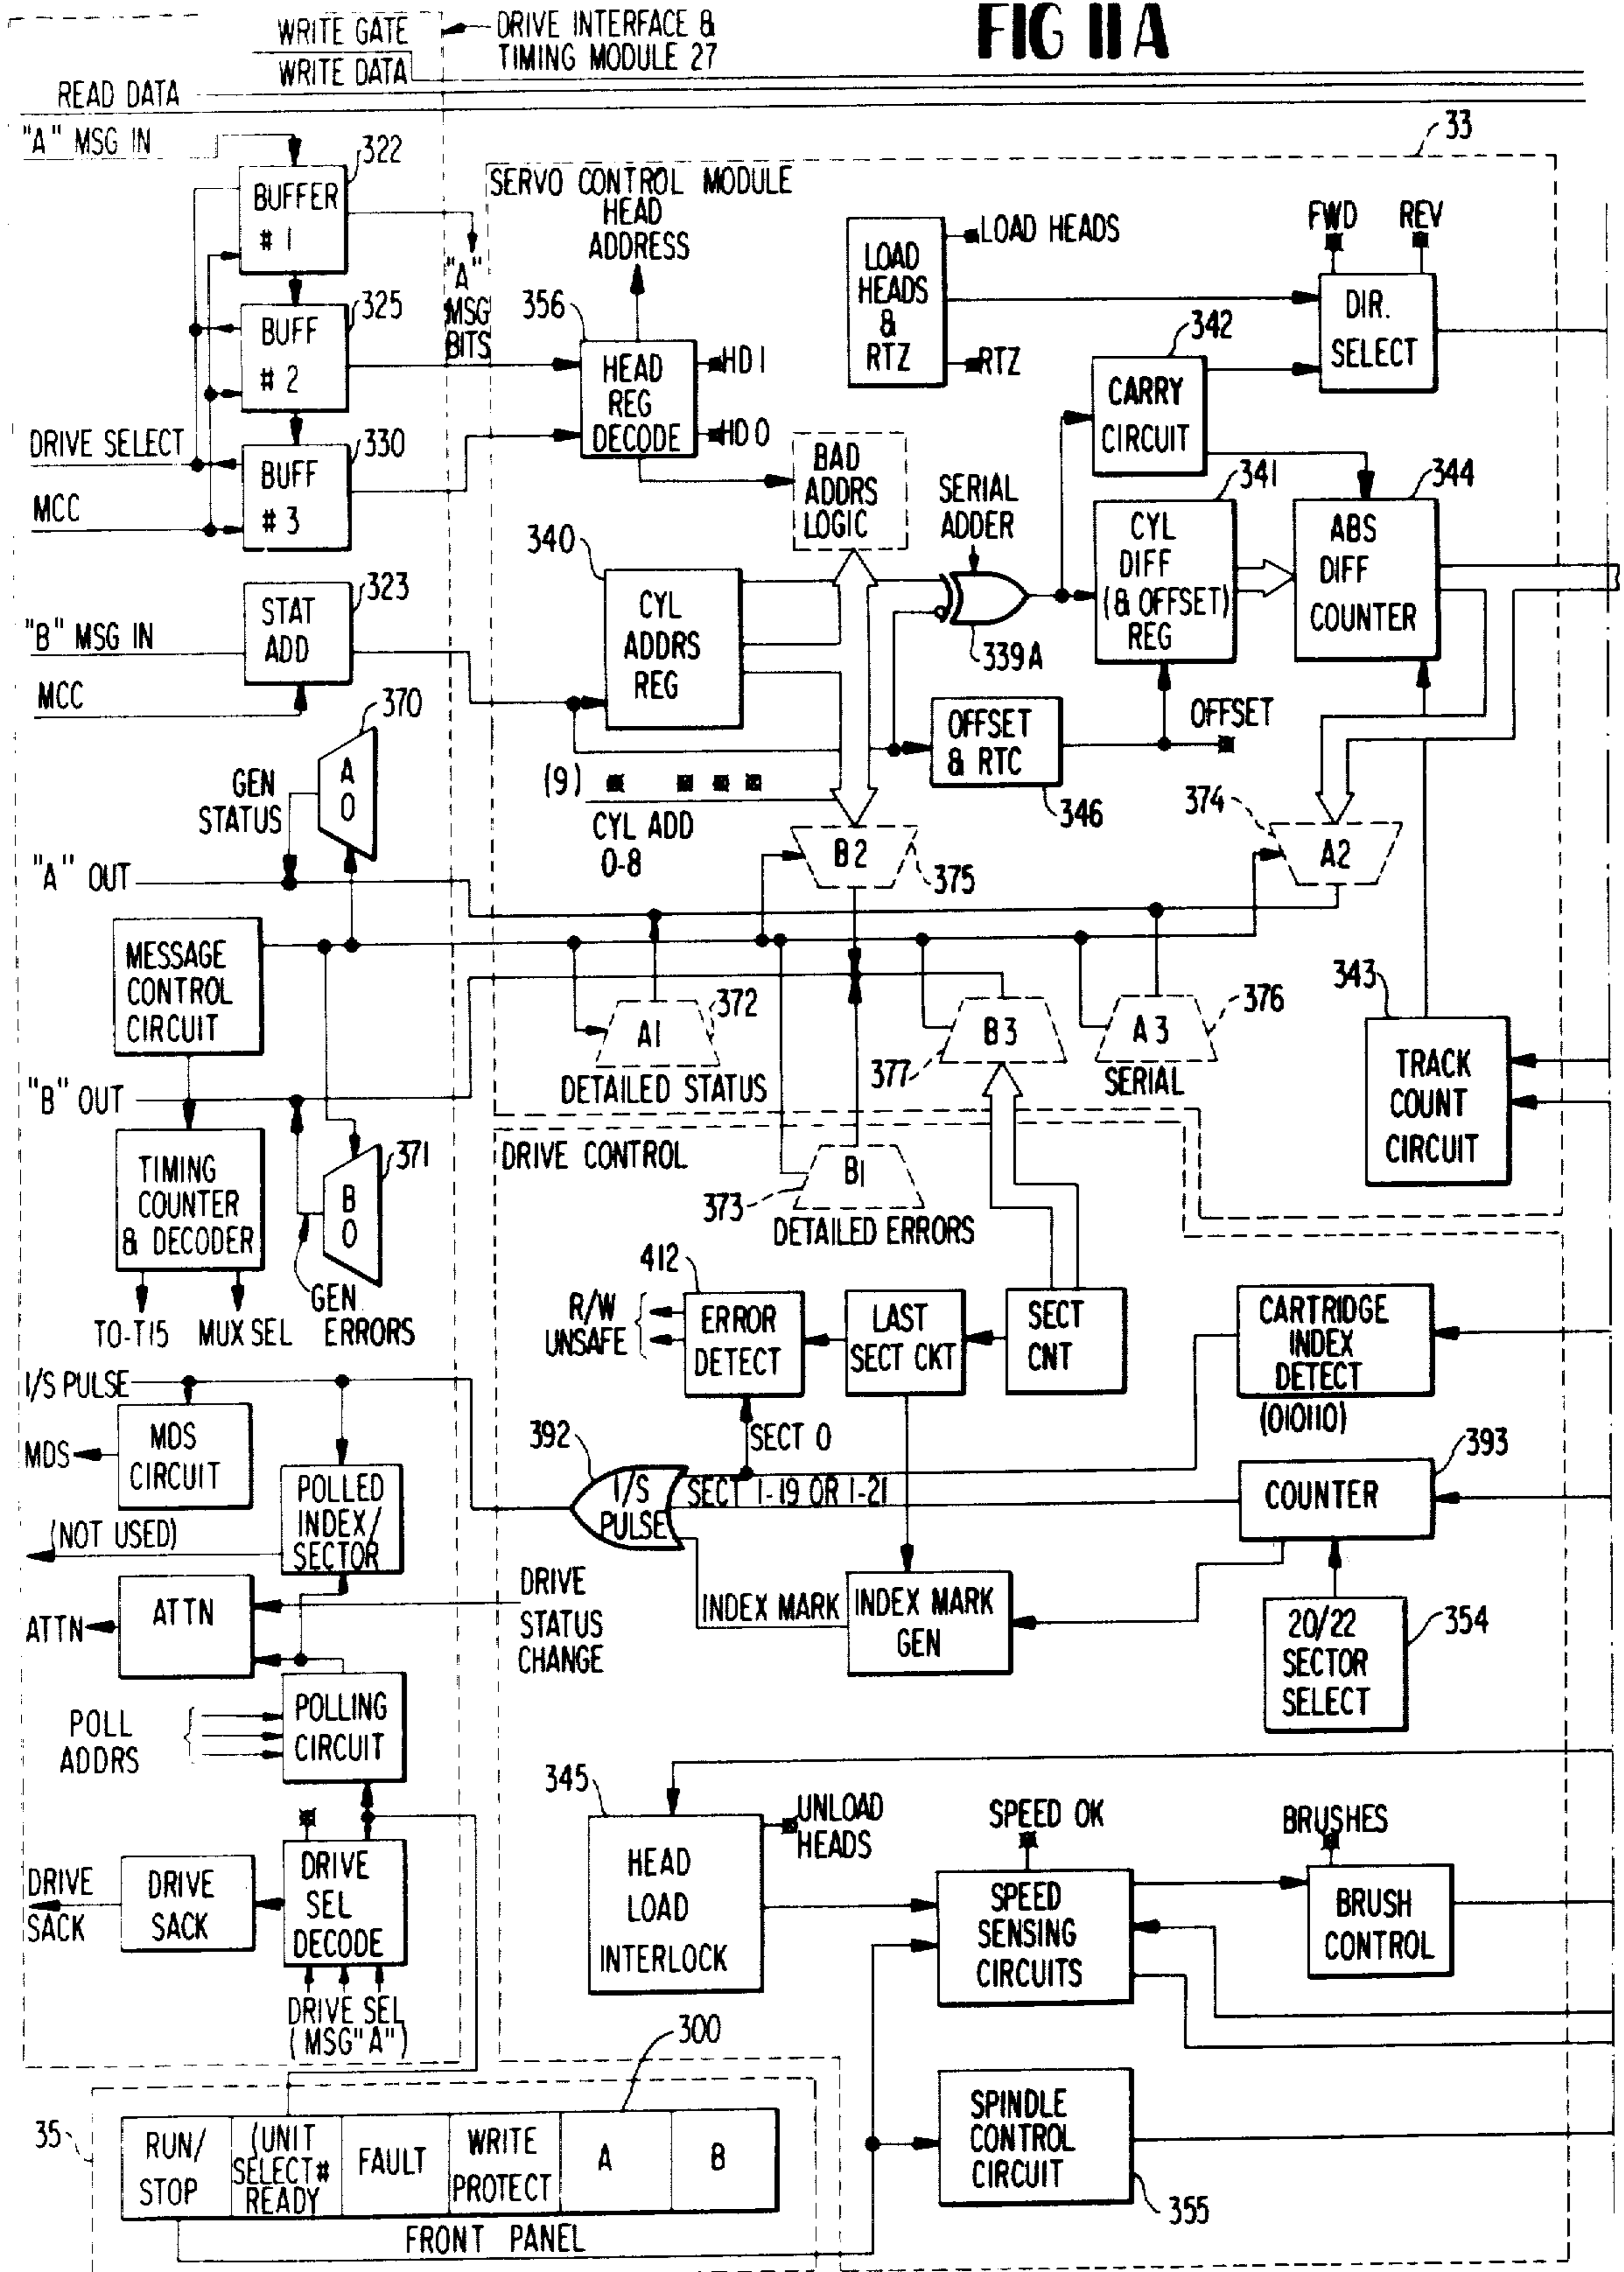 FIG 11A
WRITE GATE
DRIVE INTERFACE &
TIMING MODULE 27
WRITE DATA
READ DATA
"A" MSG IN
322
BUFFER
# 1
325
BUFF
# 2
330
BUFF
# 3
"A"
MSG
BITS
DRIVE SELECT
MCC
323
STAT
ADD
"B" MSG IN
MCC
33
SERVO CONTROL MODULE
HEAD
ADDRESS
356
HEAD
REG
DECODE
HD1
HD0
LOAD
HEADS
&
RTZ
LOAD HEADS
RTZ
FWD
REV
DIR.
SELECT
342
CARRY
CIRCUIT
BAD
ADDRS
LOGIC
SERIAL
ADDER
339A
341
CYL
DIFF
(& OFFSET)
REG
344
ABS
DIFF
COUNTER
340
CYL
ADDRS
REG
OFFSET
& RTC
346
OFFSET
(9)
CYL ADD
0-8
370
A
0
GEN
STATUS
"A" OUT
B2
375
374
A2
MESSAGE
CONTROL
CIRCUIT
372
A1
DETAILED STATUS
377
B3
376
A3
SERIAL
343
TRACK
COUNT
CIRCUIT
"B" OUT
TIMING
COUNTER
& DECODER
371
B
0
TO-T15
MUX SEL
GEN
ERRORS
DRIVE CONTROL
373
B1
DETAILED ERRORS
412
R/W
UNSAFE
ERROR
DETECT
LAST
SECT CKT
SECT
CNT
CARTRIDGE
INDEX
DETECT
(010110)
I/S PULSE
MDS
MDS
CIRCUIT
392
I/S
PULSE
SECT 0
SECT 1-19 OR 1-21
393
COUNTER
POLLED
INDEX/
SECTOR
(NOT USED)
ATTN
ATTN
DRIVE
STATUS
CHANGE
INDEX MARK
INDEX MARK
GEN
354
20/22
SECTOR
SELECT
POLL
ADDRS
POLLING
CIRCUIT
345
HEAD
LOAD
INTERLOCK
UNLOAD
HEADS
SPEED OK
SPEED
SENSING
CIRCUITS
BRUSHES
BRUSH
CONTROL
DRIVE
SACK
DRIVE
SACK
DRIVE
SEL
DECODE
DRIVE SEL
(MSG"A")
300
35
RUN/
STOP
(UNIT
SELECT#
READY
FAULT
WRITE
PROTECT
A
B
FRONT PANEL
SPINDLE
CONTROL
CIRCUIT
355